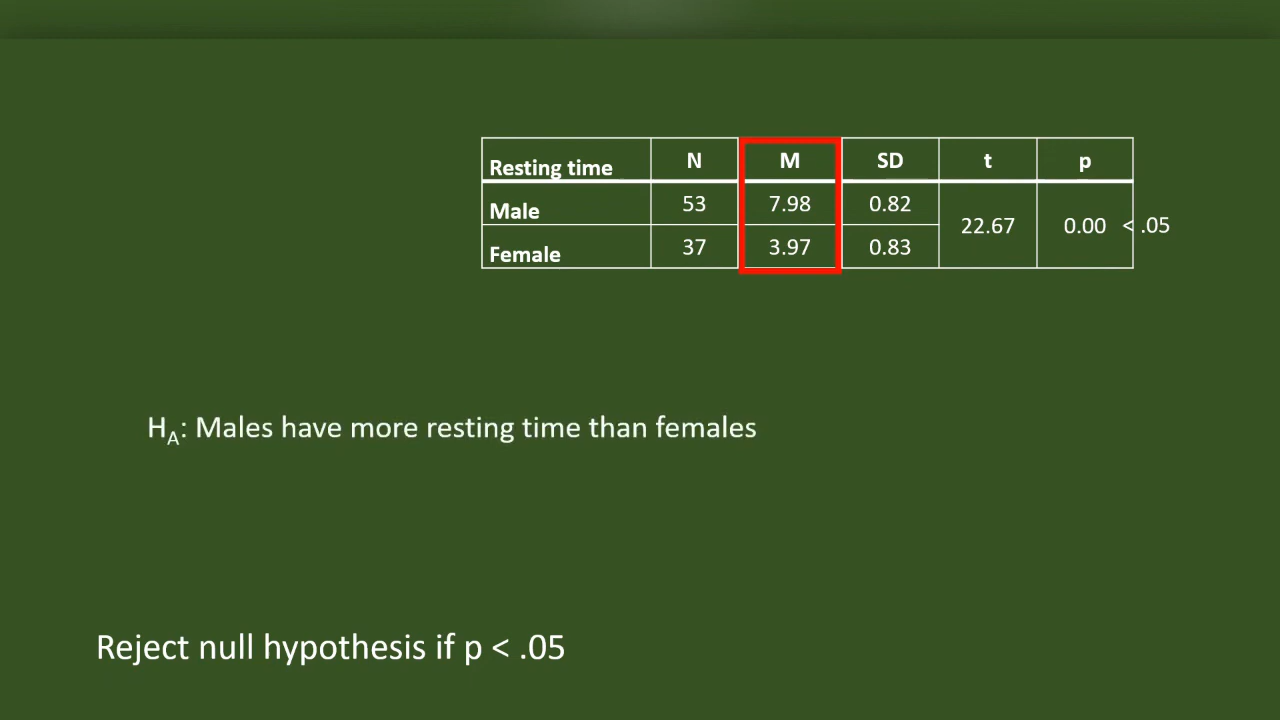 Resting time N M SD t p
Male 53 7.98 0.82 22.67 0.00 < .05
Female 37 3.97 0.83
HA: Males have more resting time than females
Reject null hypothesis if p < .05